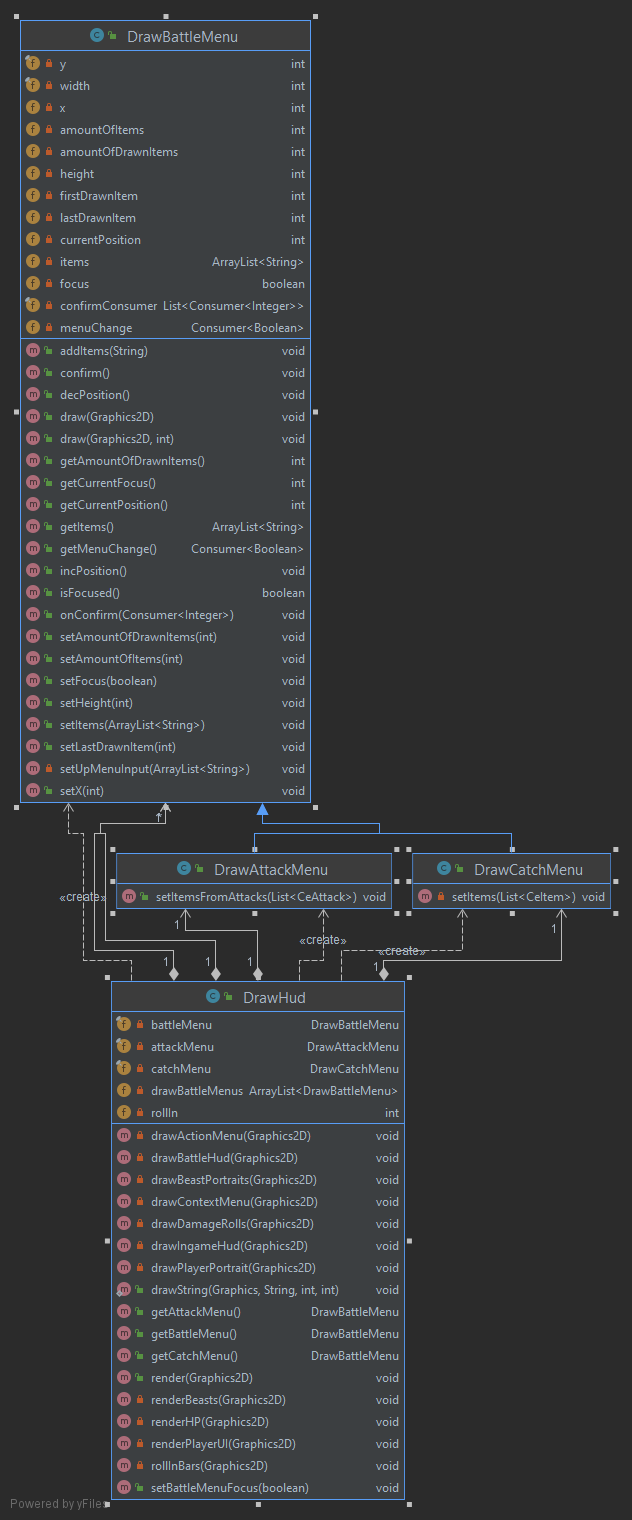 DrawBattleMenu
y int
width int
x int
amountOfItems int
amountOfDrawnItems int
height int
firstDrawnItem int
lastDrawnItem int
currentPosition int
items ArrayList<String>
focus boolean
confirmConsumer List<Consumer<Integer>>
menuChange Consumer<Boolean>
addItems(String) void
confirm() void
decPosition() void
draw(Graphics2D) void
draw(Graphics2D, int) void
getAmountOfDrawnItems() int
getCurrentFocus() int
getCurrentPosition() int
getItems() ArrayList<String>
getMenuChange() Consumer<Boolean>
incPosition() void
isFocused() boolean
onConfirm(Consumer<Integer>) void
setAmountOfDrawnItems(int) void
setAmountOfItems(int) void
setFocus(boolean) void
setHeight(int) void
setItems(ArrayList<String>) void
setLastDrawnItem(int) void
setUpMenuInput(ArrayList<String>) void
setX(int) void
1 *
DrawAttackMenu DrawCatchMenu
«create» setItemsFromAttacks(List<CeAttack>) void setItems(List<CeItem>) void
1 1
«create» «create»
1 1 1 1
DrawHud
battleMenu DrawBattleMenu
attackMenu DrawAttackMenu
catchMenu DrawCatchMenu
drawBattleMenus ArrayList<DrawBattleMenu>
rollIn int
drawActionMenu(Graphics2D) void
drawBattleHud(Graphics2D) void
drawBeastPortraits(Graphics2D) void
drawContextMenu(Graphics2D) void
drawDamageRolls(Graphics2D) void
drawIngameHud(Graphics2D) void
drawPlayerPortrait(Graphics2D) void
drawString(Graphics, String, int, int) void
getAttackMenu() DrawBattleMenu
getBattleMenu() DrawBattleMenu
getCatchMenu() DrawBattleMenu
render(Graphics2D) void
renderBeasts(Graphics2D) void
renderHP(Graphics2D) void
renderPlayerUI(Graphics2D) void
rollInBars(Graphics2D) void
setBattleMenuFocus(boolean) void
Powered by yFiles